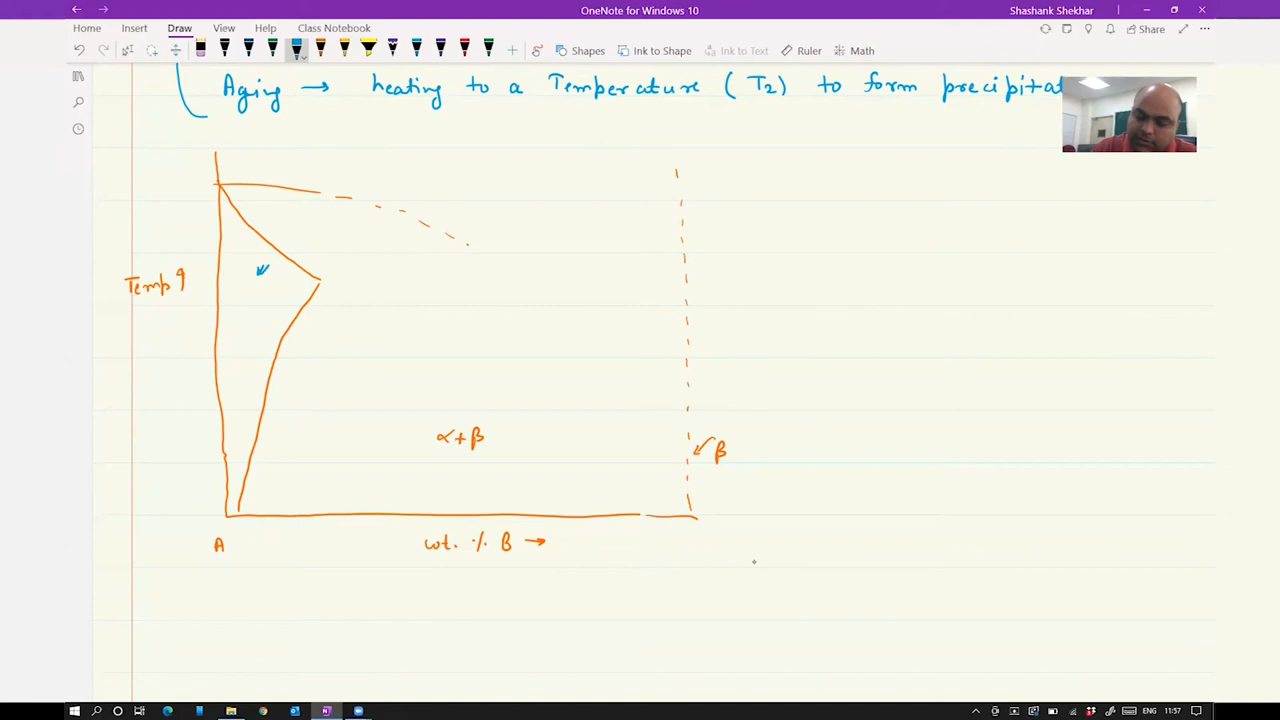 OneNote for Windows 10
Shashank Shekhar
Home Insert Draw View Help Class Notebook
Share
Shapes Ink to Shape Ink to Text Ruler Math
Aging → heating to a Temperature (T2) to form precipitat
Temp ↑
α+β
β
A
wt. % B →
11:57